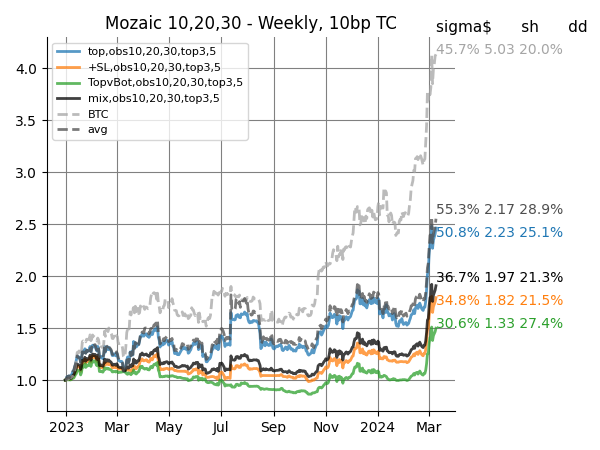 Mozaic 10,20,30 - Weekly, 10bp TC
sigma$ sh dd
top,obs10,20,30,top3,5
+SL,obs10,20,30,top3,5
TopvBot,obs10,20,30,top3,5
mix,obs10,20,30,top3,5
BTC
avg
45.7% 5.03 20.0%
55.3% 2.17 28.9%
50.8% 2.23 25.1%
36.7% 1.97 21.3%
34.8% 1.82 21.5%
30.6% 1.33 27.4%
4.0
3.5
3.0
2.5
2.0
1.5
1.0
2023 Mar May Jul Sep Nov 2024 Mar